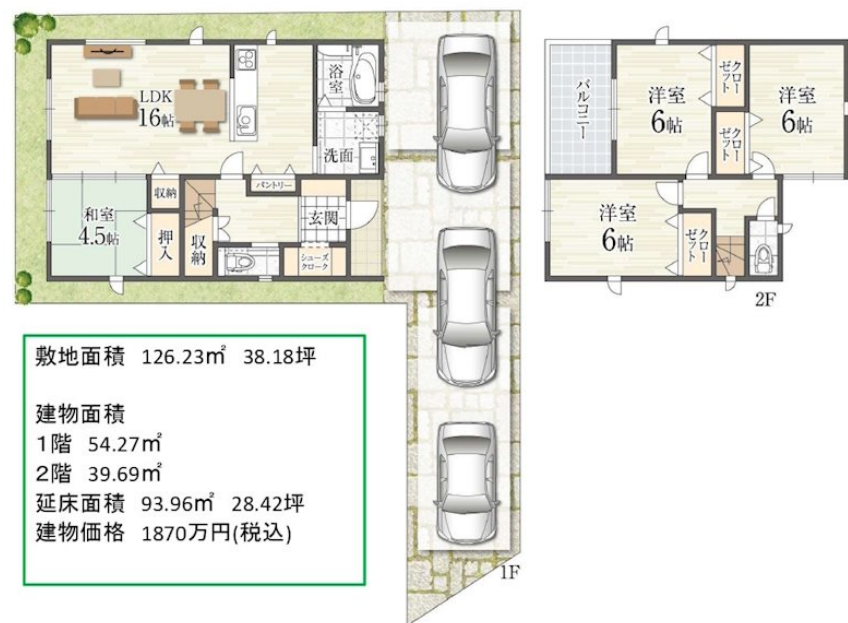 LDK
16帖
浴室
洗面
収納
パントリー
和室
4.5帖
押入
収納
玄関
シューズ
クローク
1F
バルコニー
洋室
6帖
クロー
ゼット
クロー
ゼット
洋室
6帖
洋室
6帖
クロー
ゼット
2F
敷地面積 126.23㎡ 38.18坪
建物面積
1階 54.27㎡
2階 39.69㎡
延床面積 93.96㎡ 28.42坪
建物価格 1870万円(税込)